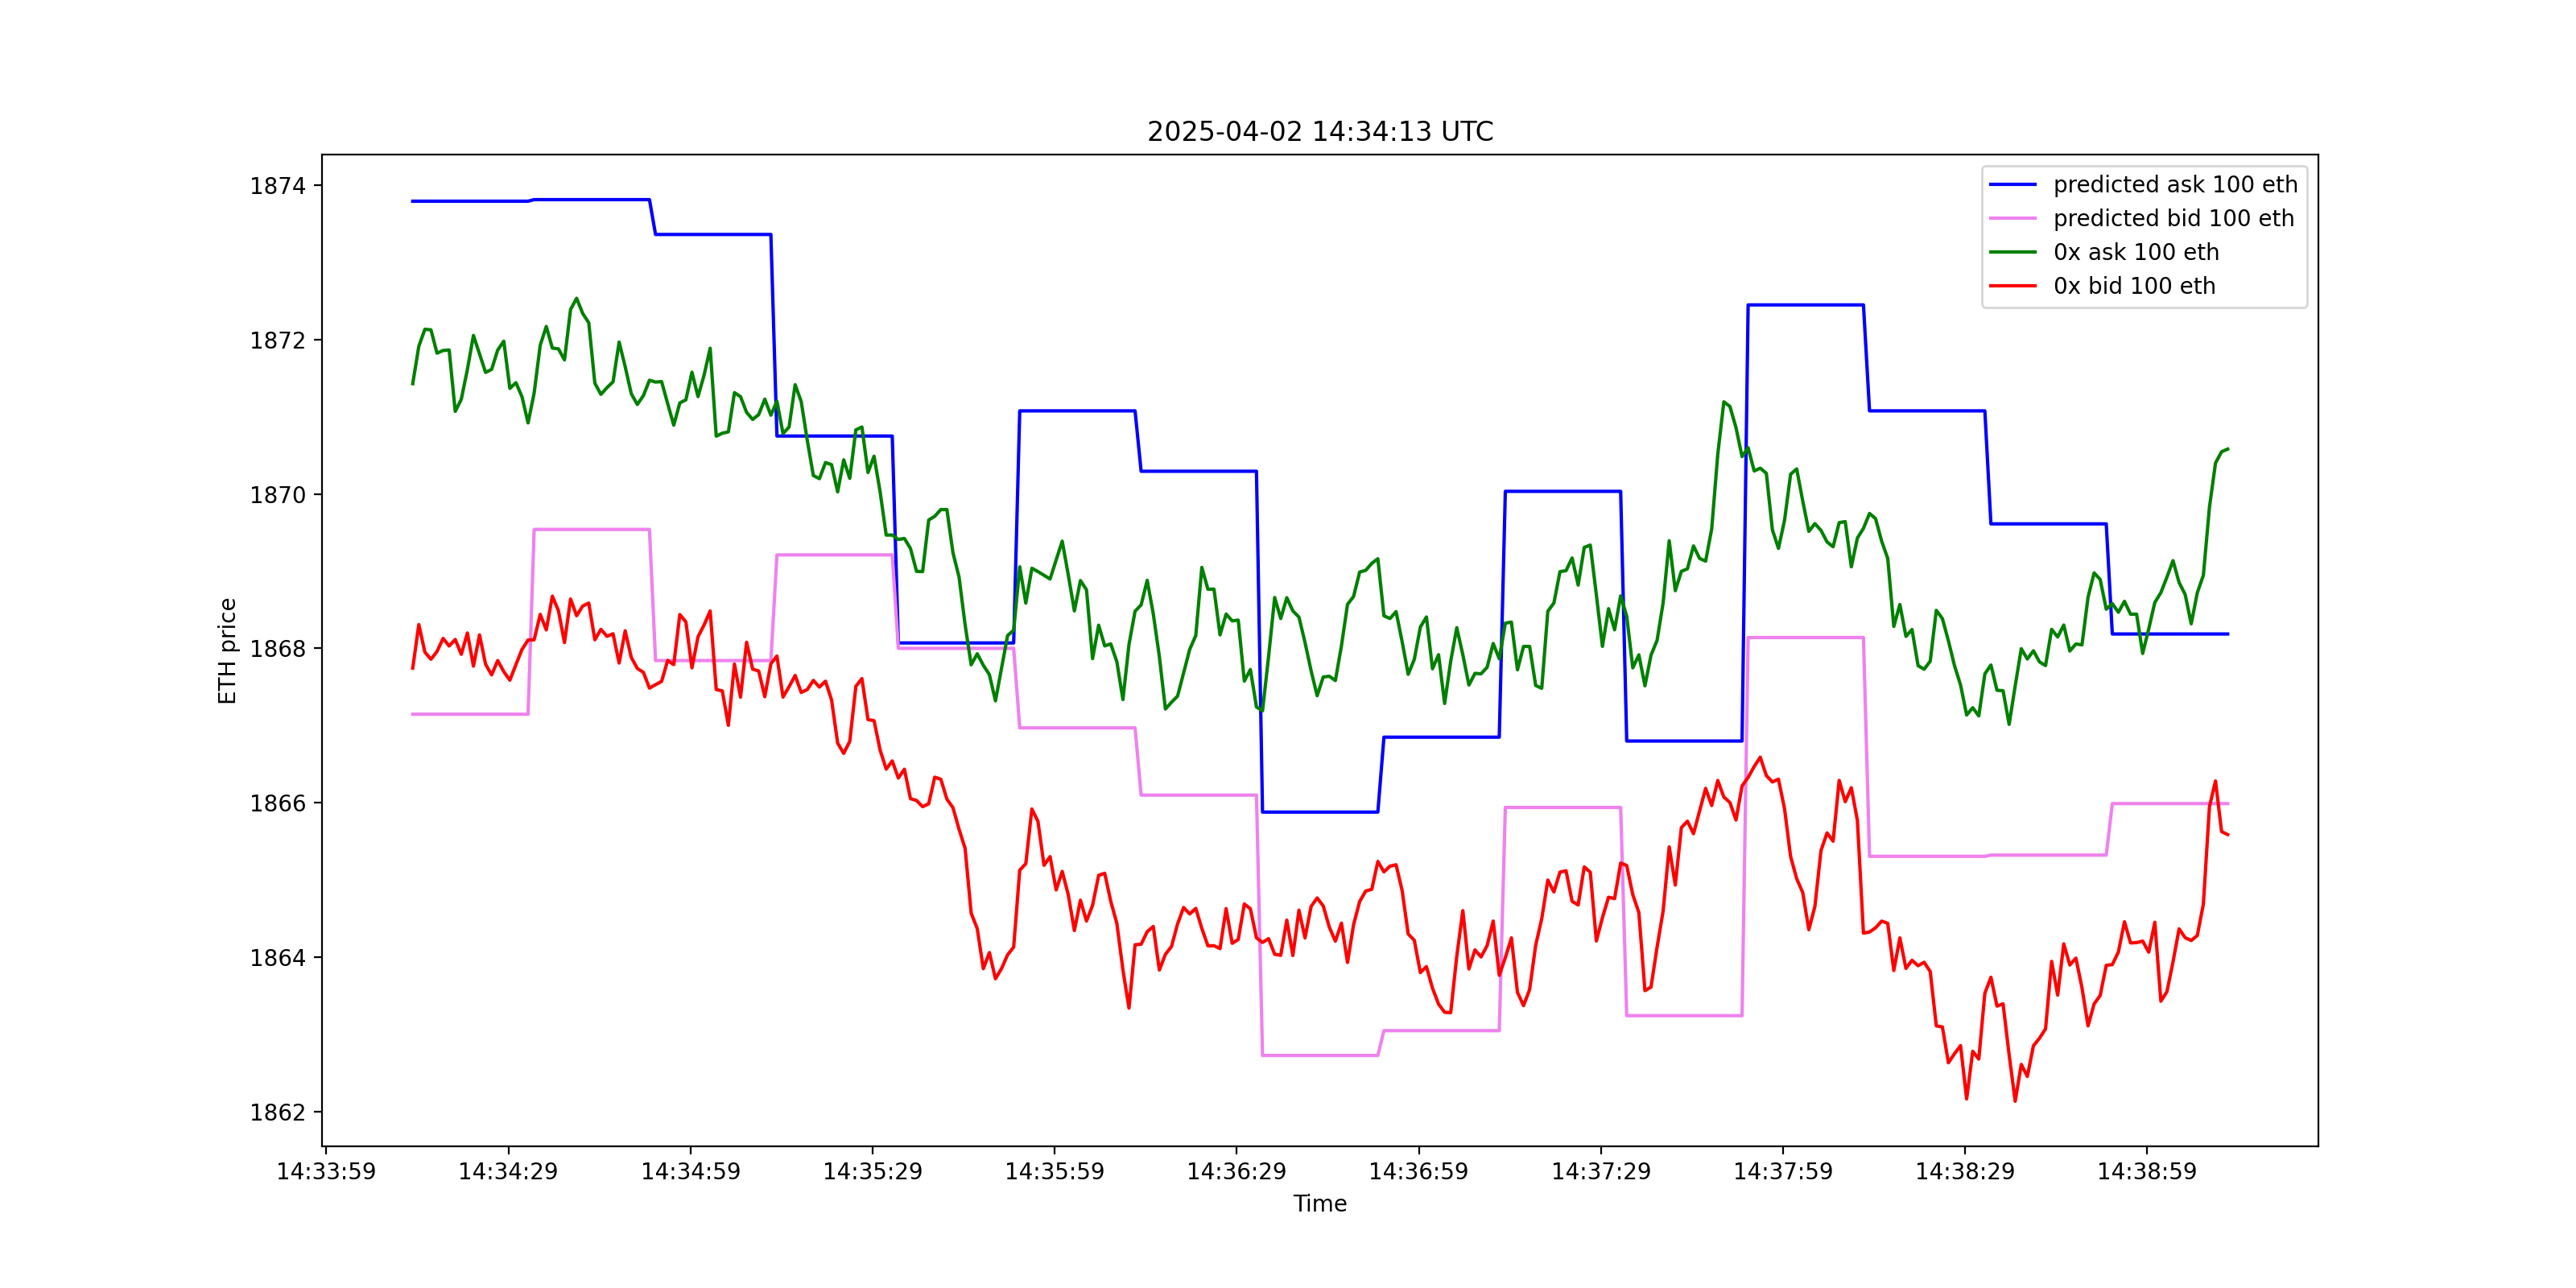 2025-04-02 14:34:13 UTC
predicted ask 100 eth
predicted bid 100 eth
0x ask 100 eth
0x bid 100 eth
ETH price
1874
1872
1870
1868
1866
1864
1862
14:33:59 14:34:29 14:34:59 14:35:29 14:35:59 14:36:29 14:36:59 14:37:29 14:37:59 14:38:29 14:38:59
Time